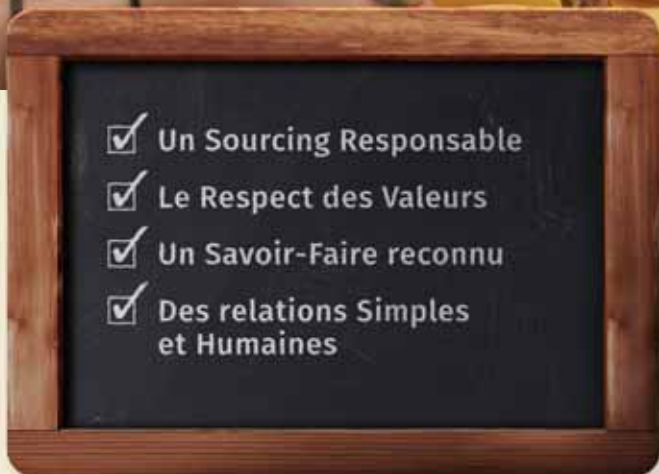 Un Sourcing Responsable
Le Respect des Valeurs
Un Savoir-Faire reconnu
Des relations Simples
et Humaines